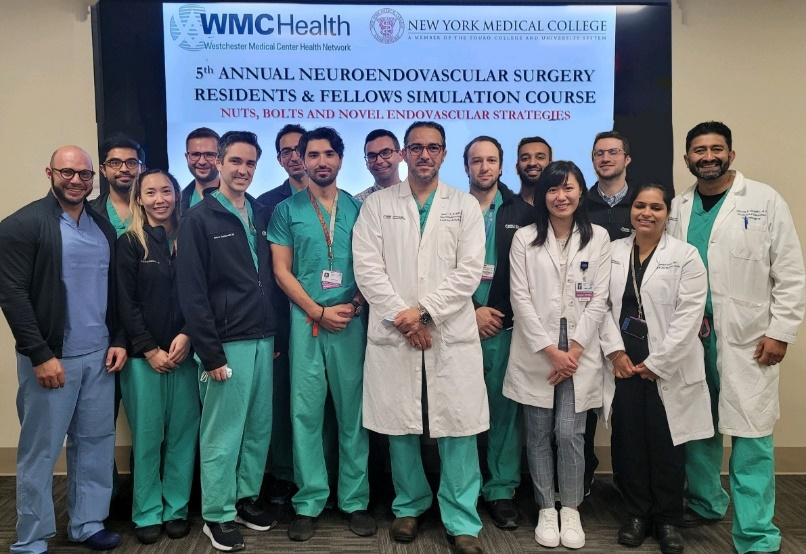 WMCHealth
Westchester Medical Center Health Network
NEW YORK MEDICAL COLLEGE
A MEMBER OF THE TOURO COLLEGE AND UNIVERSITY SYSTEM
5th ANNUAL NEUROENDOVASCULAR SURGERY
RESIDENTS & FELLOWS SIMULATION COURSE
NUTS, BOLTS AND NOVEL ENDOVASCULAR STRATEGIES